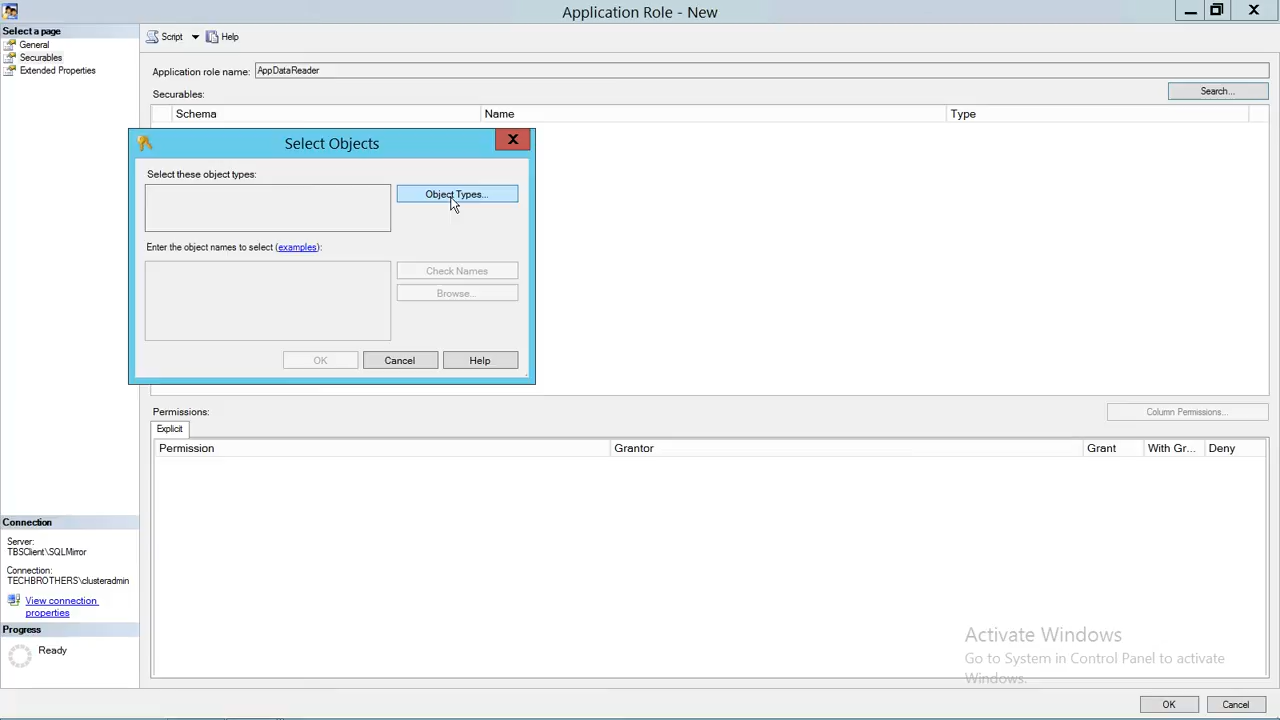 Application Role - New
Select a page
General
Securables
Extended Properties
Script
Help
Application role name:
AppDataReader
Securables:
Search...
Schema
Name
Type
Select Objects
Select these object types:
Object Types...
Enter the object names to select (examples):
Check Names
Browse...
OK
Cancel
Help
Permissions:
Column Permissions...
Explicit
Permission
Grantor
Grant
With Gr...
Deny
Connection
Server:
TBSClient\SQLMirror
Connection:
TECHBROTHERS\clusteradmin
View connection
properties
Progress
Ready
Activate Windows
Go to System in Control Panel to activate
Windows.
OK
Cancel